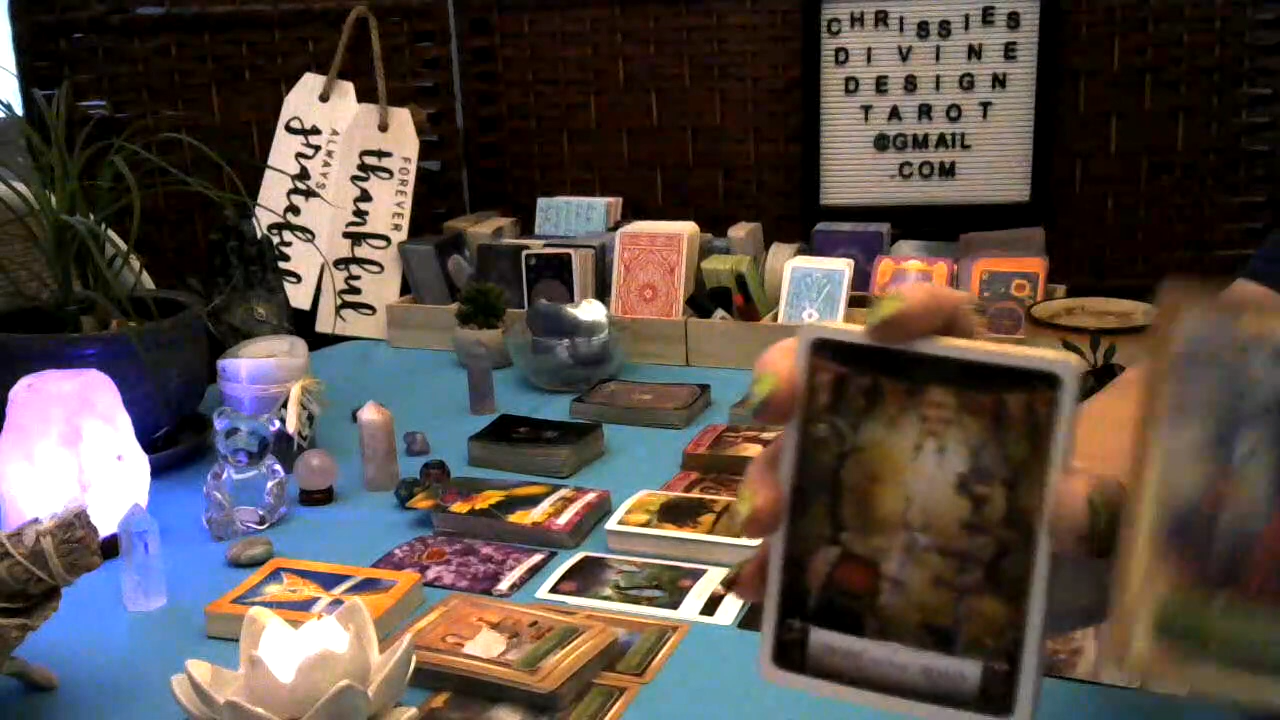 CHRISSIES
DIVINE
DESIGN
TAROT
@GMAIL
.COM
ALWAYS
grateful
FOREVER
thankful